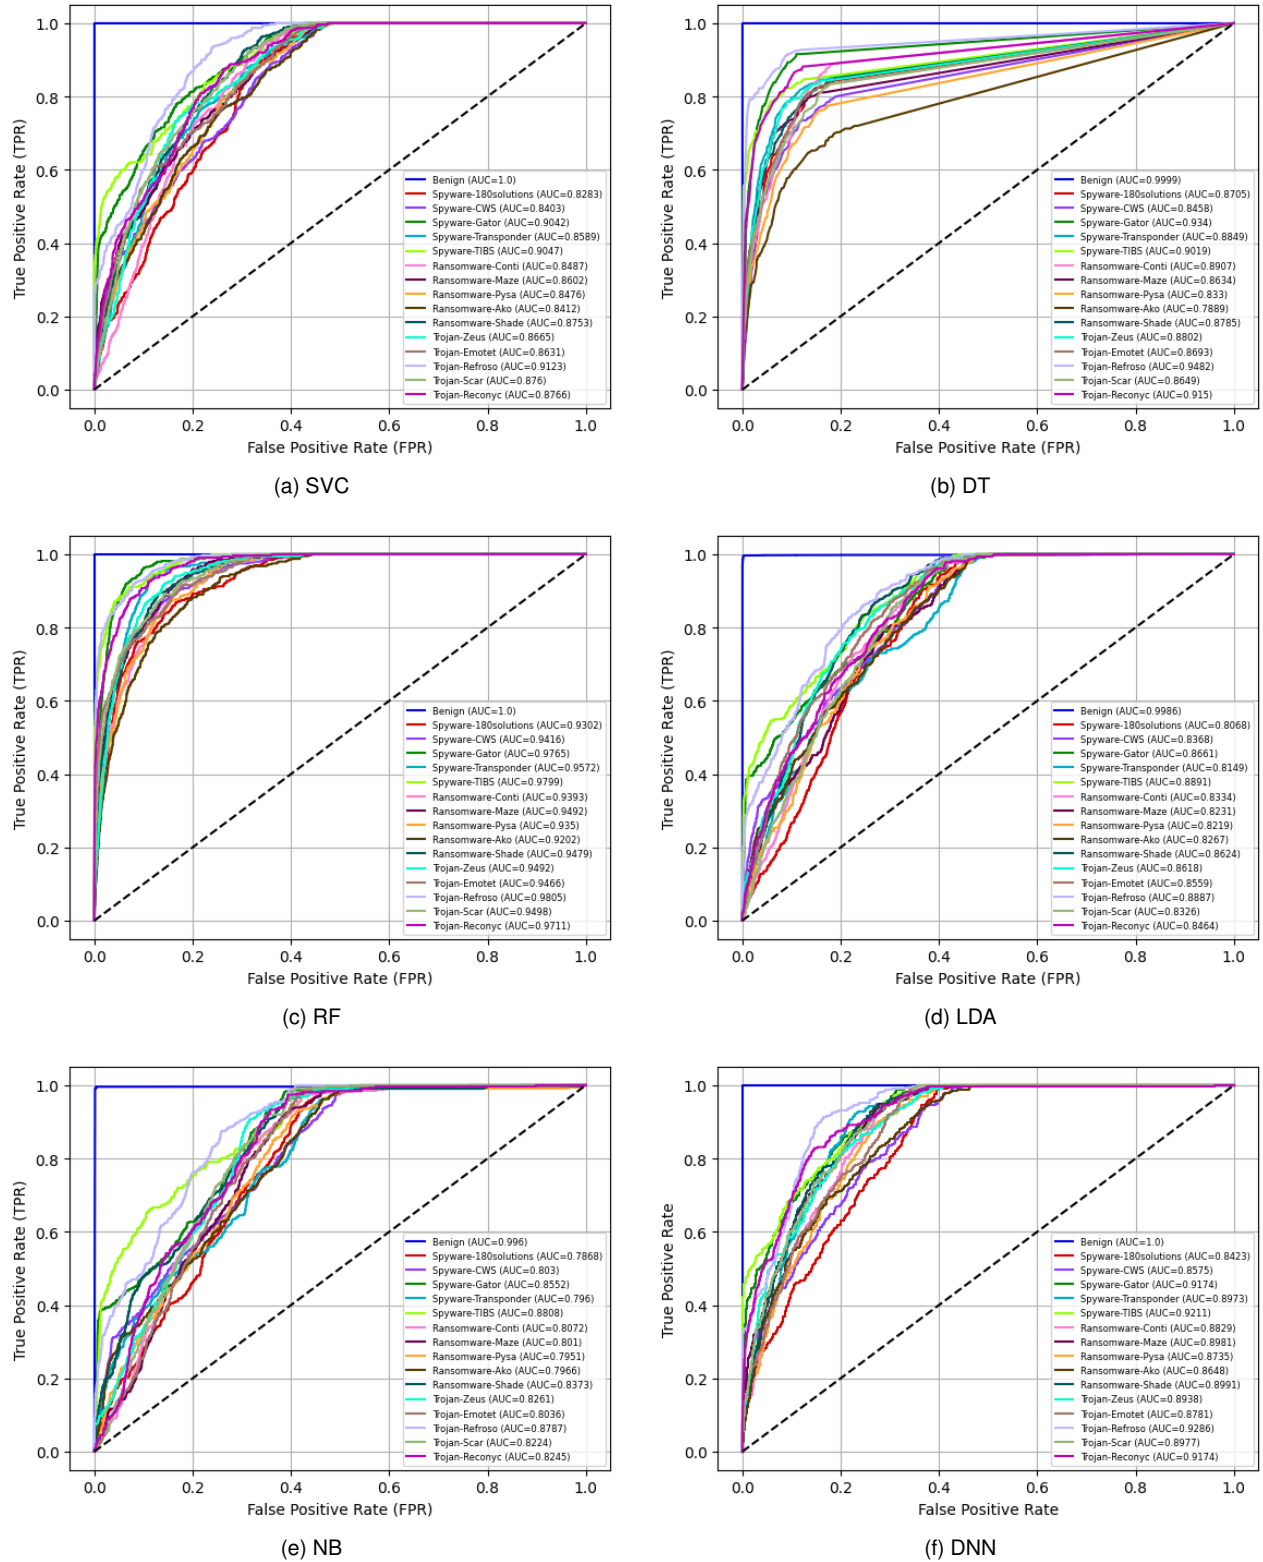 1.0
0.8
0.6
0.4
0.2
0.0
True Positive Rate (TPR)
Benign (AUC=1.0)
Spyware-180solutions (AUC=0.8283)
Spyware-CWS (AUC=0.8403)
Spyware-Gator (AUC=0.9042)
Spyware-Transponder (AUC=0.8589)
Spyware-TIBS (AUC=0.9047)
Ransomware-Conti (AUC=0.8487)
Ransomware-Maze (AUC=0.8602)
Ransomware-Pysa (AUC=0.8476)
Ransomware-Ako (AUC=0.8412)
Ransomware-Shade (AUC=0.8753)
Trojan-Zeus (AUC=0.8665)
Trojan-Emotet (AUC=0.8631)
Trojan-Refroso (AUC=0.9123)
Trojan-Scar (AUC=0.876)
Trojan-Reconyc (AUC=0.8766)
0.0 0.2 0.4 0.6 0.8 1.0
False Positive Rate (FPR)
(a) SVC
1.0
0.8
0.6
0.4
0.2
0.0
True Positive Rate (TPR)
Benign (AUC=0.9999)
Spyware-180solutions (AUC=0.8705)
Spyware-CWS (AUC=0.8458)
Spyware-Gator (AUC=0.934)
Spyware-Transponder (AUC=0.8849)
Spyware-TIBS (AUC=0.9019)
Ransomware-Conti (AUC=0.8907)
Ransomware-Maze (AUC=0.8634)
Ransomware-Pysa (AUC=0.833)
Ransomware-Ako (AUC=0.7889)
Ransomware-Shade (AUC=0.8785)
Trojan-Zeus (AUC=0.8802)
Trojan-Emotet (AUC=0.8693)
Trojan-Refroso (AUC=0.9482)
Trojan-Scar (AUC=0.8649)
Trojan-Reconyc (AUC=0.915)
0.0 0.2 0.4 0.6 0.8 1.0
False Positive Rate (FPR)
(b) DT
1.0
0.8
0.6
0.4
0.2
0.0
True Positive Rate (TPR)
Benign (AUC=1.0)
Spyware-180solutions (AUC=0.9302)
Spyware-CWS (AUC=0.9416)
Spyware-Gator (AUC=0.9765)
Spyware-Transponder (AUC=0.9572)
Spyware-TIBS (AUC=0.9799)
Ransomware-Conti (AUC=0.9393)
Ransomware-Maze (AUC=0.9492)
Ransomware-Pysa (AUC=0.935)
Ransomware-Ako (AUC=0.9202)
Ransomware-Shade (AUC=0.9479)
Trojan-Zeus (AUC=0.9492)
Trojan-Emotet (AUC=0.9466)
Trojan-Refroso (AUC=0.9805)
Trojan-Scar (AUC=0.9498)
Trojan-Reconyc (AUC=0.9711)
0.0 0.2 0.4 0.6 0.8 1.0
False Positive Rate (FPR)
(c) RF
1.0
0.8
0.6
0.4
0.2
0.0
True Positive Rate (TPR)
Benign (AUC=0.9986)
Spyware-180solutions (AUC=0.8068)
Spyware-CWS (AUC=0.8368)
Spyware-Gator (AUC=0.8661)
Spyware-Transponder (AUC=0.8149)
Spyware-TIBS (AUC=0.8891)
Ransomware-Conti (AUC=0.8334)
Ransomware-Maze (AUC=0.8231)
Ransomware-Pysa (AUC=0.8219)
Ransomware-Ako (AUC=0.8267)
Ransomware-Shade (AUC=0.8624)
Trojan-Zeus (AUC=0.8618)
Trojan-Emotet (AUC=0.8559)
Trojan-Refroso (AUC=0.8887)
Trojan-Scar (AUC=0.8326)
Trojan-Reconyc (AUC=0.8464)
0.0 0.2 0.4 0.6 0.8 1.0
False Positive Rate (FPR)
(d) LDA
1.0
0.8
0.6
0.4
0.2
0.0
True Positive Rate (TPR)
Benign (AUC=0.996)
Spyware-180solutions (AUC=0.7868)
Spyware-CWS (AUC=0.803)
Spyware-Gator (AUC=0.8552)
Spyware-Transponder (AUC=0.796)
Spyware-TIBS (AUC=0.8808)
Ransomware-Conti (AUC=0.8072)
Ransomware-Maze (AUC=0.801)
Ransomware-Pysa (AUC=0.7951)
Ransomware-Ako (AUC=0.7966)
Ransomware-Shade (AUC=0.8373)
Trojan-Zeus (AUC=0.8261)
Trojan-Emotet (AUC=0.8036)
Trojan-Refroso (AUC=0.8787)
Trojan-Scar (AUC=0.8224)
Trojan-Reconyc (AUC=0.8245)
0.0 0.2 0.4 0.6 0.8 1.0
False Positive Rate (FPR)
(e) NB
1.0
0.8
0.6
0.4
0.2
0.0
True Positive Rate
Benign (AUC=1.0)
Spyware-180solutions (AUC=0.8423)
Spyware-CWS (AUC=0.8575)
Spyware-Gator (AUC=0.9174)
Spyware-Transponder (AUC=0.8973)
Spyware-TIBS (AUC=0.9211)
Ransomware-Conti (AUC=0.8829)
Ransomware-Maze (AUC=0.8981)
Ransomware-Pysa (AUC=0.8735)
Ransomware-Ako (AUC=0.8648)
Ransomware-Shade (AUC=0.8991)
Trojan-Zeus (AUC=0.8938)
Trojan-Emotet (AUC=0.8781)
Trojan-Refroso (AUC=0.9286)
Trojan-Scar (AUC=0.8977)
Trojan-Reconyc (AUC=0.9174)
0.0 0.2 0.4 0.6 0.8 1.0
False Positive Rate
(f) DNN